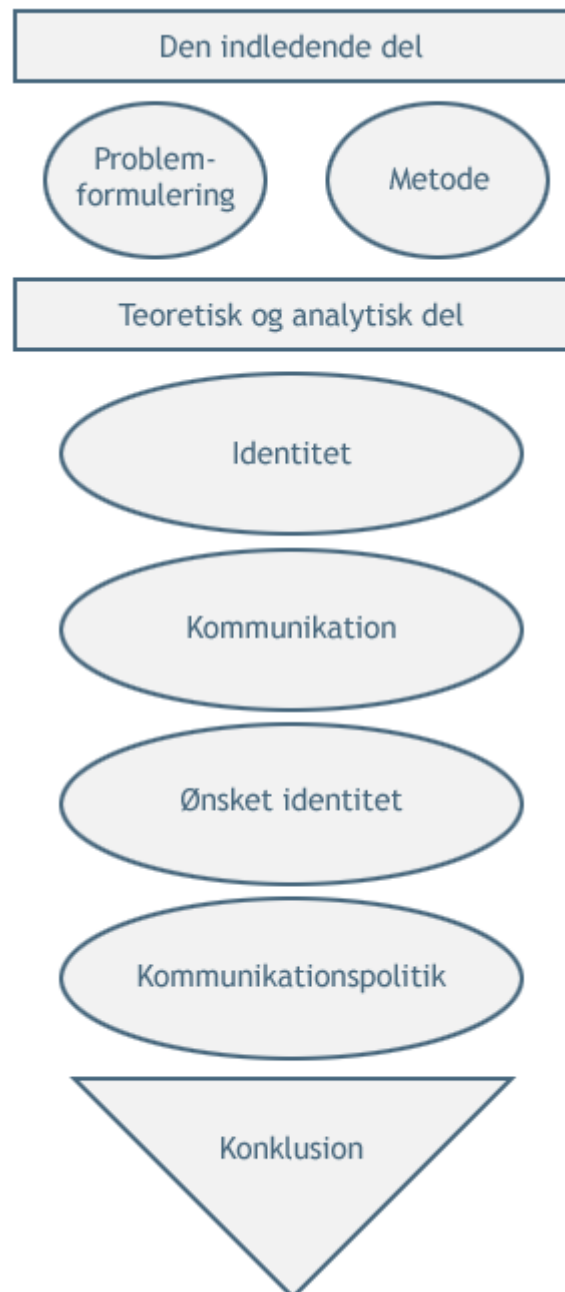 Den indledende del
Problem-
formulering
Metode
Teoretisk og analytisk del
Identitet
Kommunikation
Ønsket identitet
Kommunikationspolitik
Konklusion